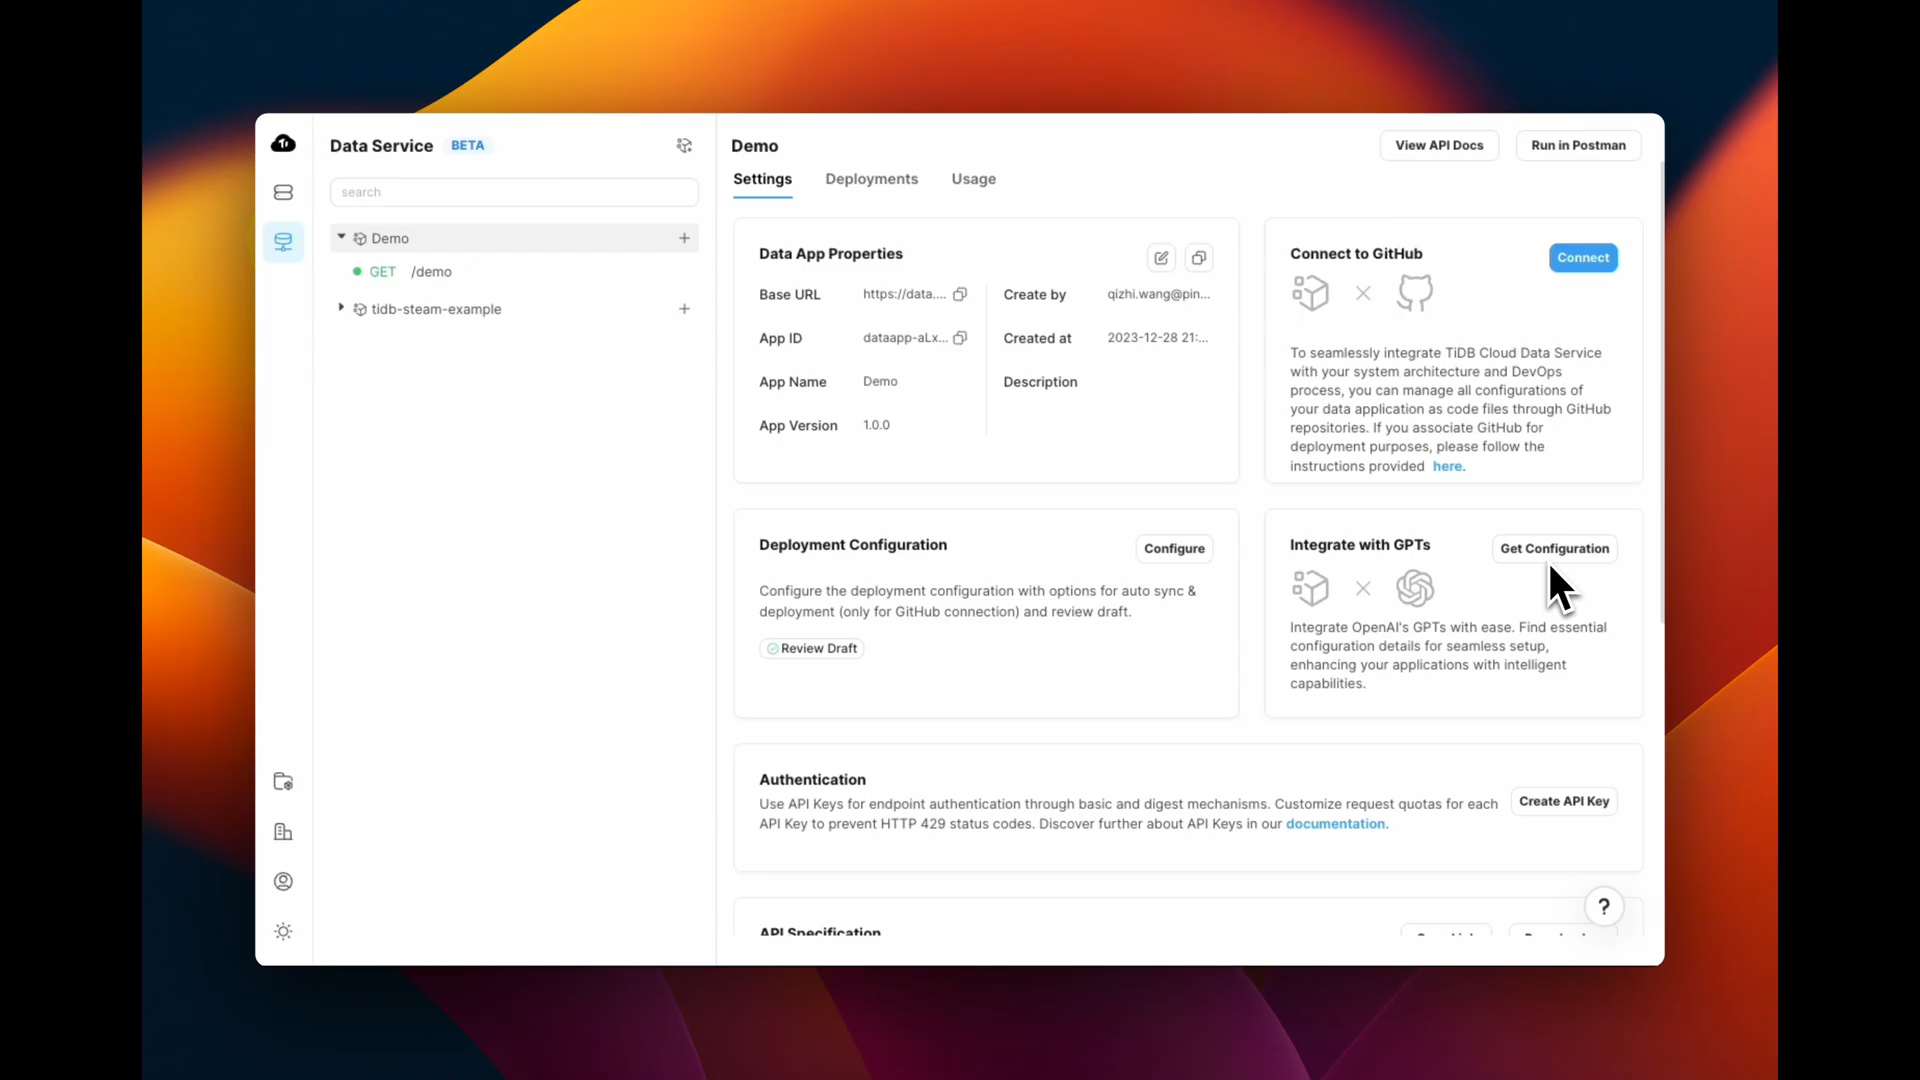 Data Service BETA
search
Demo
GET /demo
tidb-steam-example
Demo
View API Docs
Run in Postman
Settings
Deployments
Usage
Data App Properties
Base URL https://data....
App ID dataapp-aLx...
App Name Demo
App Version 1.0.0
Create by qizhi.wang@pin...
Created at 2023-12-28 21:...
Description
Connect to GitHub
Connect
To seamlessly integrate TiDB Cloud Data Service
with your system architecture and DevOps
process, you can manage all configurations of
your data application as code files through GitHub
repositories. If you associate GitHub for
deployment purposes, please follow the
instructions provided here.
Deployment Configuration
Configure
Configure the deployment configuration with options for auto sync &
deployment (only for GitHub connection) and review draft.
Review Draft
Integrate with GPTs
Get Configuration
Integrate OpenAI's GPTs with ease. Find essential
configuration details for seamless setup,
enhancing your applications with intelligent
capabilities.
Authentication
Use API Keys for endpoint authentication through basic and digest mechanisms. Customize request quotas for each
API Key to prevent HTTP 429 status codes. Discover further about API Keys in our documentation.
Create API Key
API Specification
?